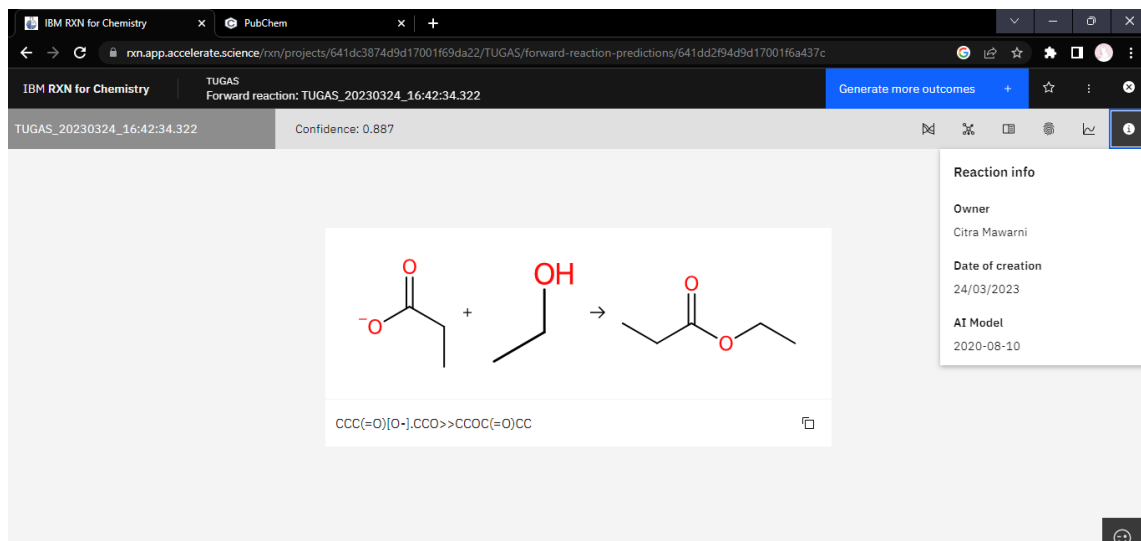 IBM RXN for Chemistry
PubChem
rxn.app.accelerate.science/rxn/projects/641dc3874d9d17001f69da22/TUGAS/forward-reaction-predictions/641dd2f94d9d17001f6a437c
IBM RXN for Chemistry
TUGAS
Forward reaction: TUGAS_20230324_16:42:34.322
Generate more outcomes +
TUGAS_20230324_16:42:34.322
Confidence: 0.887
Reaction info
Owner
Citra Mawarni
Date of creation
24/03/2023
AI Model
2020-08-10
O
-O
+
OH
→
O
O
CCC(=O)[O-].CCO>>CCOC(=O)CC